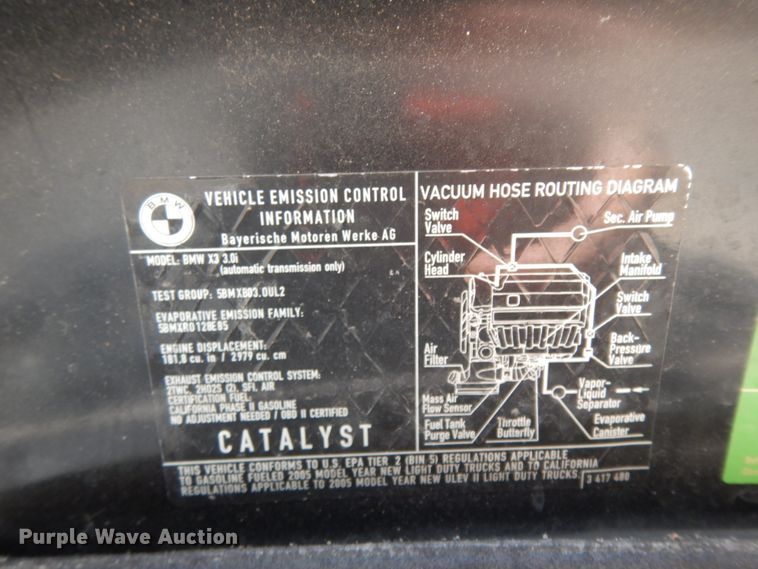 BMW
VEHICLE EMISSION CONTROL
INFORMATION
Bayerische Motoren Werke AG
MODEL: BMW X3 3.0i
(automatic transmission only)
TEST GROUP: 5BMXB03.0UL2
EVAPORATIVE EMISSION FAMILY:
5BMXR0128E85
ENGINE DISPLACEMENT:
181,8 cu. in / 2979 cu. cm
EXHAUST EMISSION CONTROL SYSTEM:
2TWC, 2HO2S (2), SFI, AIR
CERTIFICATION FUEL:
CALIFORNIA PHASE II GASOLINE
NO ADJUSTMENT NEEDED / OBD II CERTIFIED
CATALYST
VACUUM HOSE ROUTING DIAGRAM
Switch
Valve
Sec. Air Pump
Cylinder
Head
Intake
Manifold
Switch
Valve
Air
Filter
Back-
Pressure
Valve
Mass Air
Flow Sensor
Vapor-
Liquid
Separator
Fuel Tank
Purge Valve
Throttle
Butterfly
Evaporative
Canister
THIS VEHICLE CONFORMS TO U.S. EPA TIER 2 (BIN 5) REGULATIONS APPLICABLE
TO GASOLINE FUELED 2005 MODEL YEAR NEW LIGHT DUTY TRUCKS AND TO CALIFORNIA
REGULATIONS APPLICABLE TO 2005 MODEL YEAR NEW ULEV II LIGHT DUTY TRUCKS.
3 417 480
Purple Wave Auction